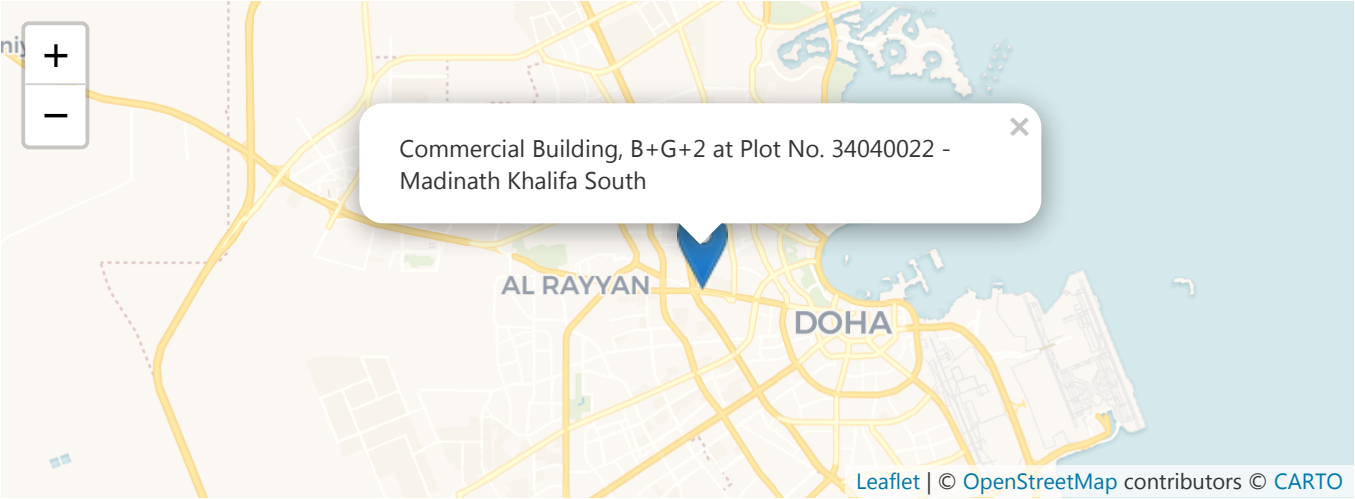 +
−
Commercial Building, B+G+2 at Plot No. 34040022 -
Madinath Khalifa South
×
AL RAYYAN
DOHA
Leaflet | © OpenStreetMap contributors © CARTO